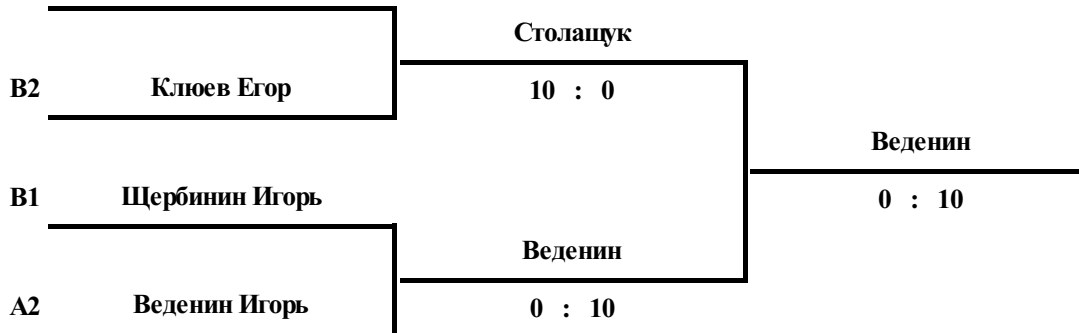 Столащук
B2 Клюев Егор 10 : 0
Веденин
B1 Щербинин Игорь 0 : 10
Веденин
A2 Веденин Игорь 0 : 10